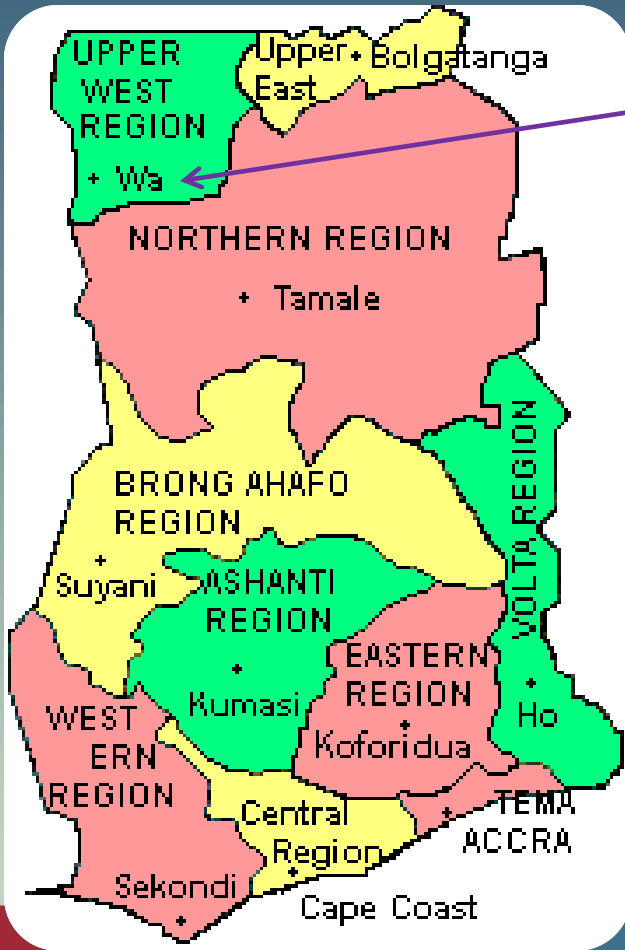 UPPER
WEST
REGION
Upper
East
Bolgatanga
Wa
NORTHERN REGION
Tamale
BRONG AHAFO
REGION
VOLTA REGION
Suyani
ASHANTI
REGION
Kumasi
EASTERN
REGION
Koforidua
Ho
WEST
ERN
REGION
Central
Region
TEMA
ACCRA
Sekondi
Cape Coast